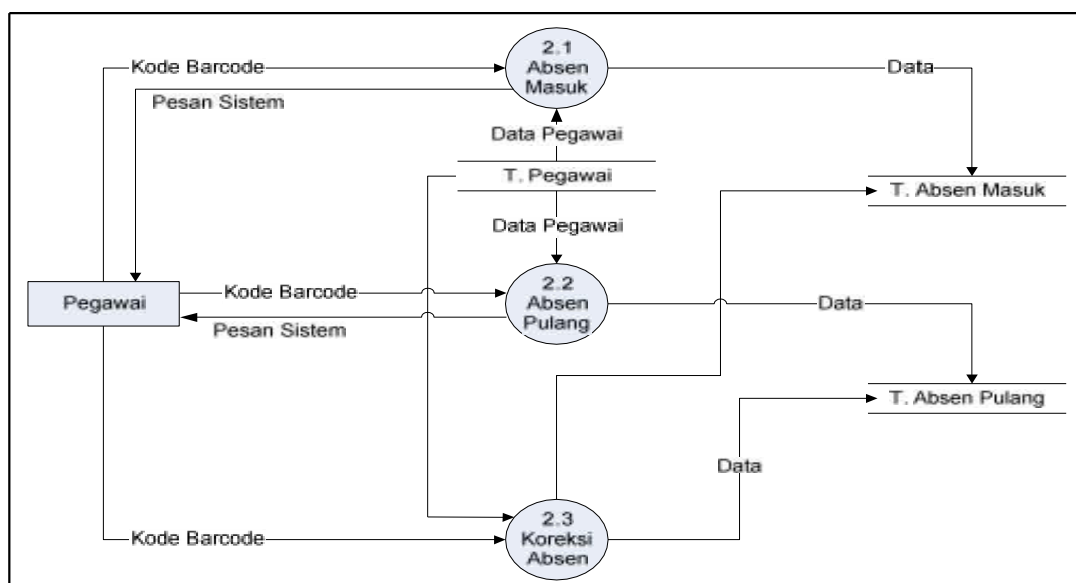 2.1
Absen
Masuk
Kode Barcode
Data
Pesan Sistem
Data Pegawai
T. Pegawai
T. Absen Masuk
Data Pegawai
Pegawai
Kode Barcode
2.2
Absen
Pulang
Data
Pesan Sistem
T. Absen Pulang
Data
2.3
Koreksi
Absen
Kode Barcode